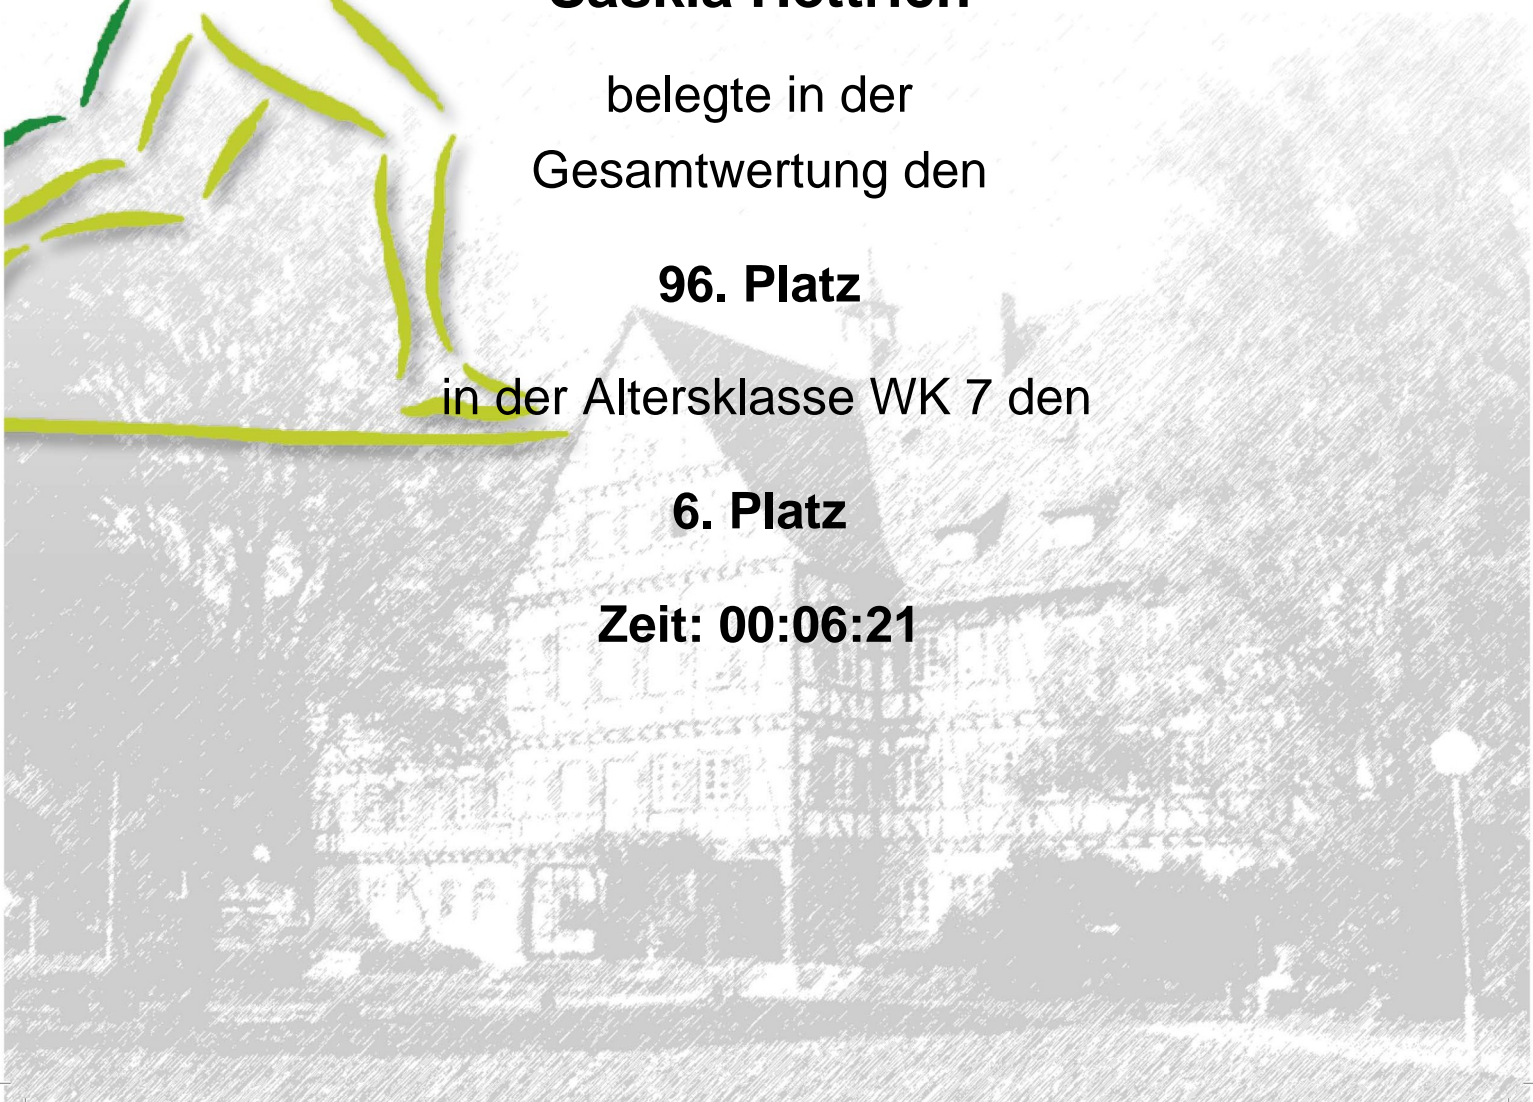 belegte in der
Gesamtwertung den
96. Platz
in der Altersklasse WK 7 den
6. Platz
Zeit: 00:06:21